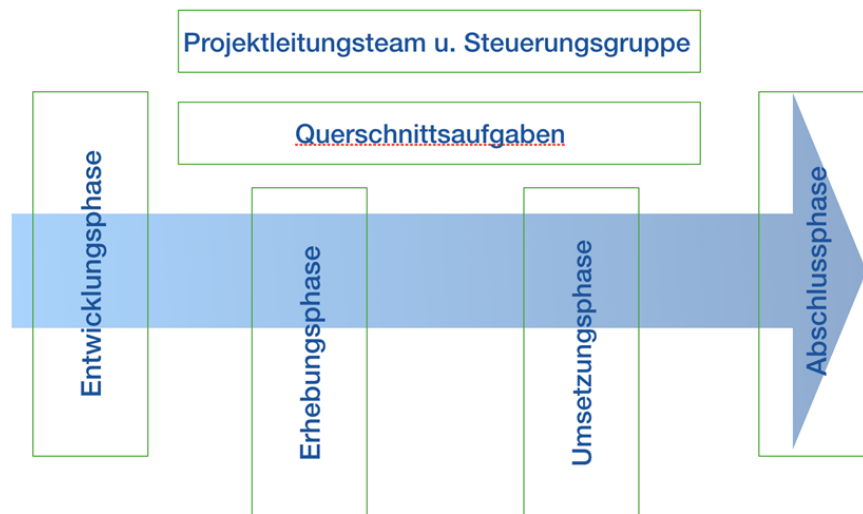 Projektleitungsteam u. Steuerungsgruppe
Querschnittsaufgaben
Entwicklungsphase
Erhebungsphase
Umsetzungsphase
Abschlussphase